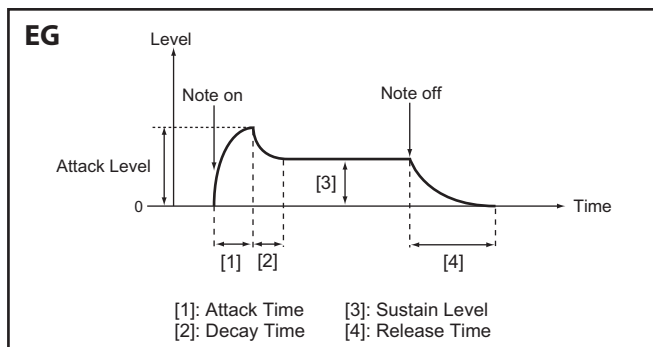 EG
Level
Note on
Note off
Attack Level
[3]
0
Time
[1]
[2]
[4]
[1]: Attack Time
[3]: Sustain Level
[2]: Decay Time
[4]: Release Time